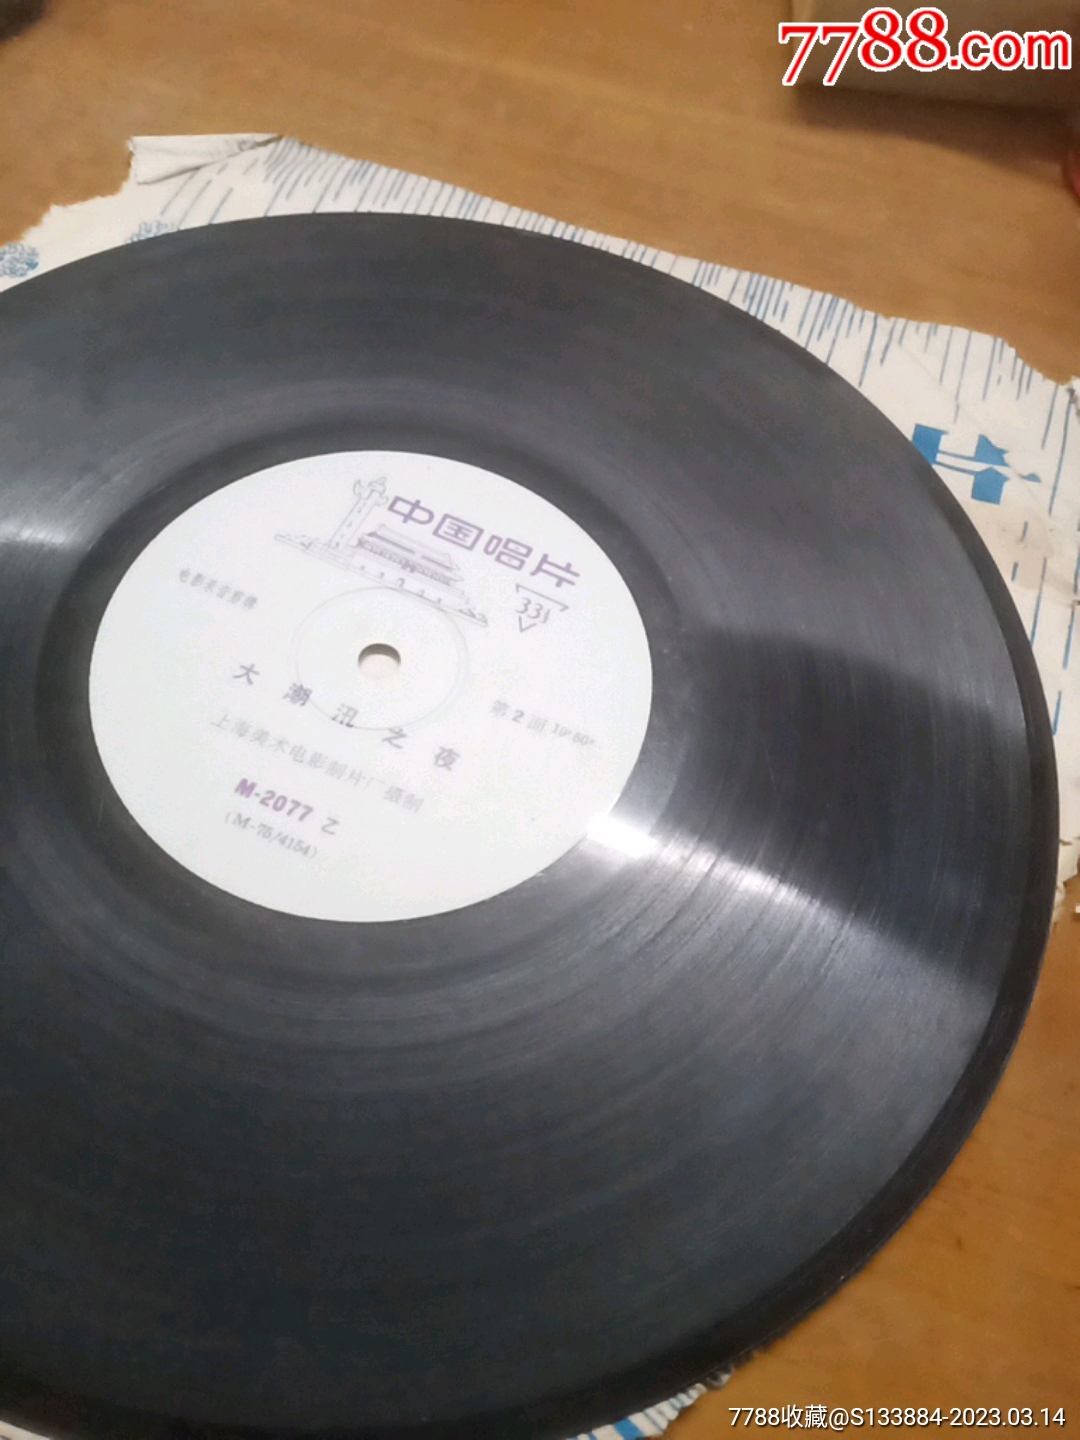 7788.com
中国唱片
33⅓
电影录音剪辑
大潮汛之夜
第2面 19′50″
上海美术电影制片厂摄制
M-2077 乙
(M-75/4154)
7788收藏@S133884-2023.03.14